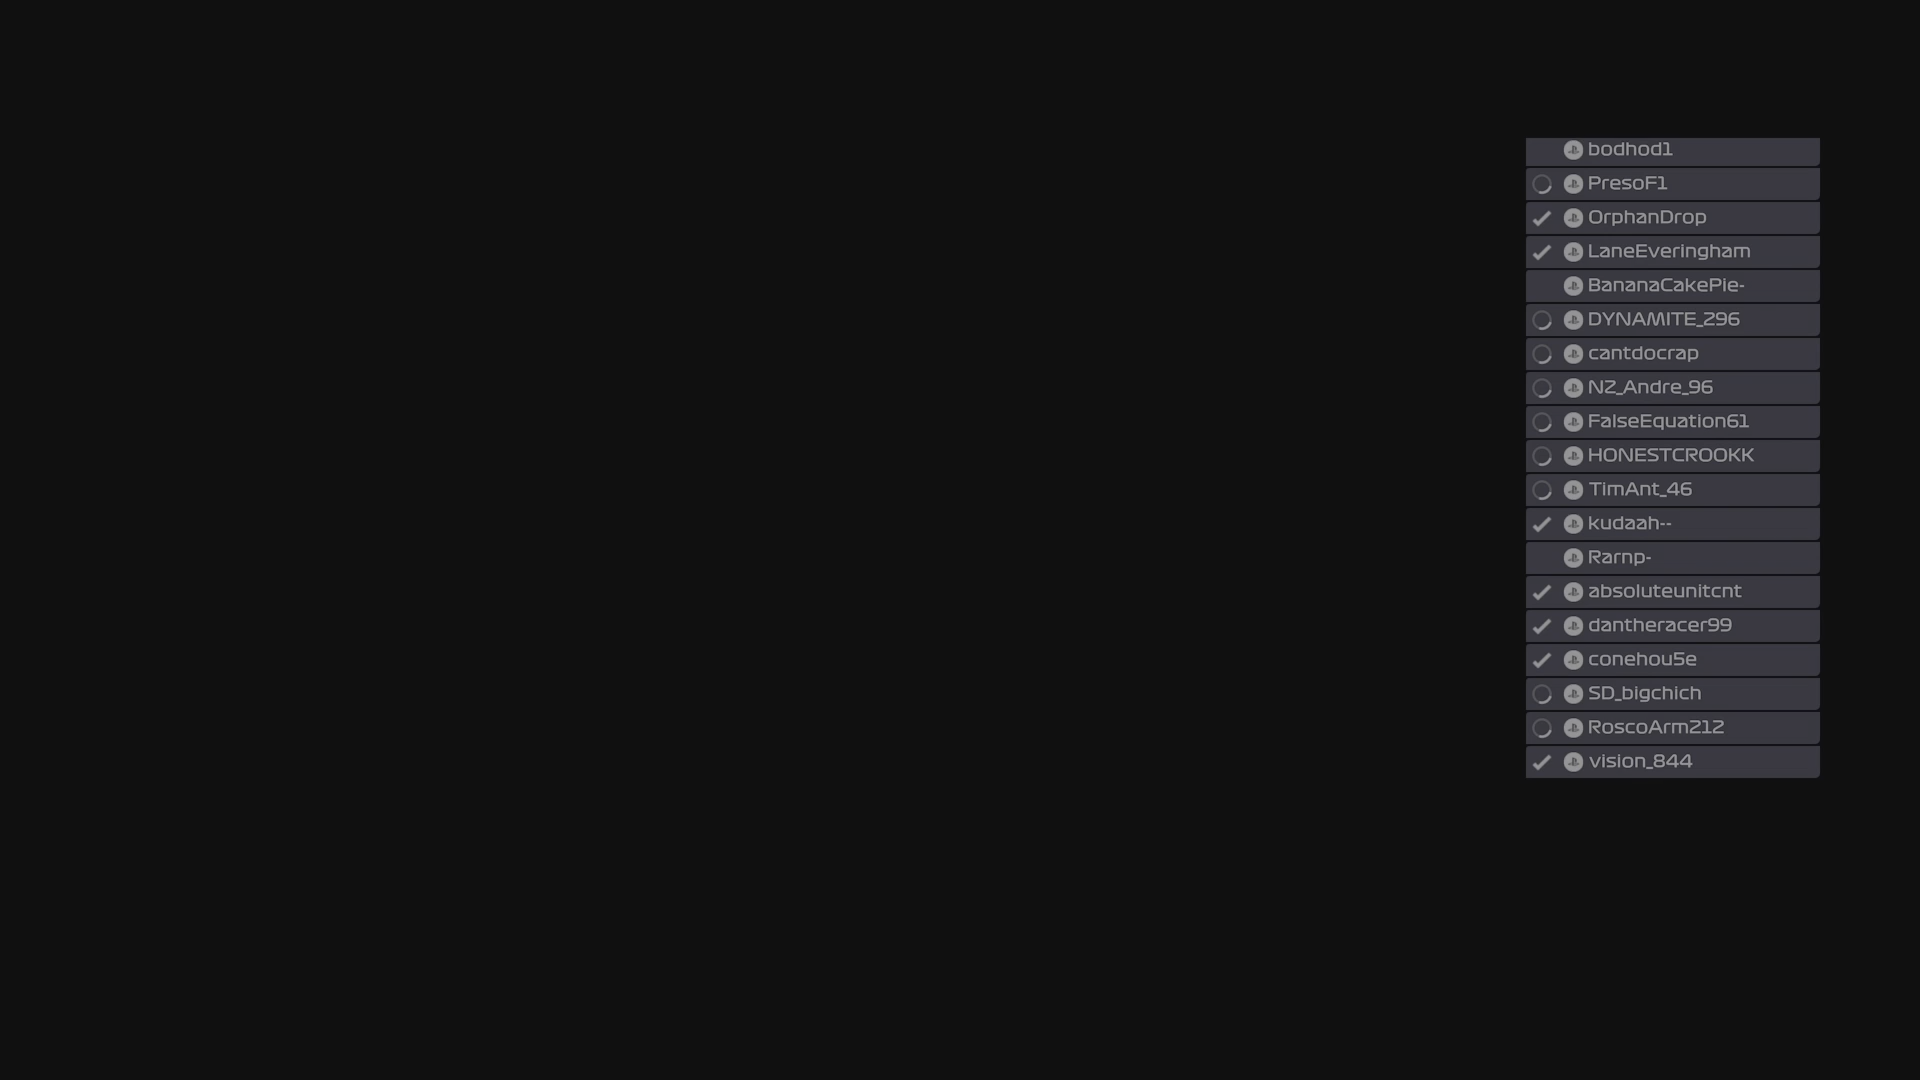 bodhod1
PresoF1
OrphanDrop
LaneEveringham
BananaCakePie-
DYNAMITE_296
cantdocrap
NZ_Andre_96
FalseEquation61
HONESTCROOKK
TimAnt_46
kudaah--
Rarnp-
absoluteunitcnt
dantheracer99
conehou5e
SD_bigchich
RoscoArm212
vision_844